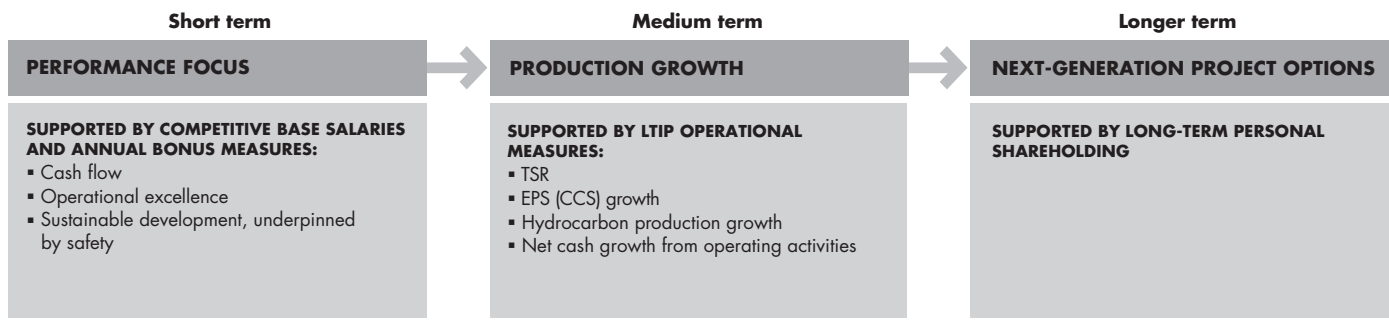 Short term
PERFORMANCE FOCUS
SUPPORTED BY COMPETITIVE BASE SALARIES
AND ANNUAL BONUS MEASURES:
▪ Cash flow
▪ Operational excellence
▪ Sustainable development, underpinned
by safety
Medium term
PRODUCTION GROWTH
SUPPORTED BY LTIP OPERATIONAL
MEASURES:
▪ TSR
▪ EPS (CCS) growth
▪ Hydrocarbon production growth
▪ Net cash growth from operating activities
Longer term
NEXT-GENERATION PROJECT OPTIONS
SUPPORTED BY LONG-TERM PERSONAL
SHAREHOLDING